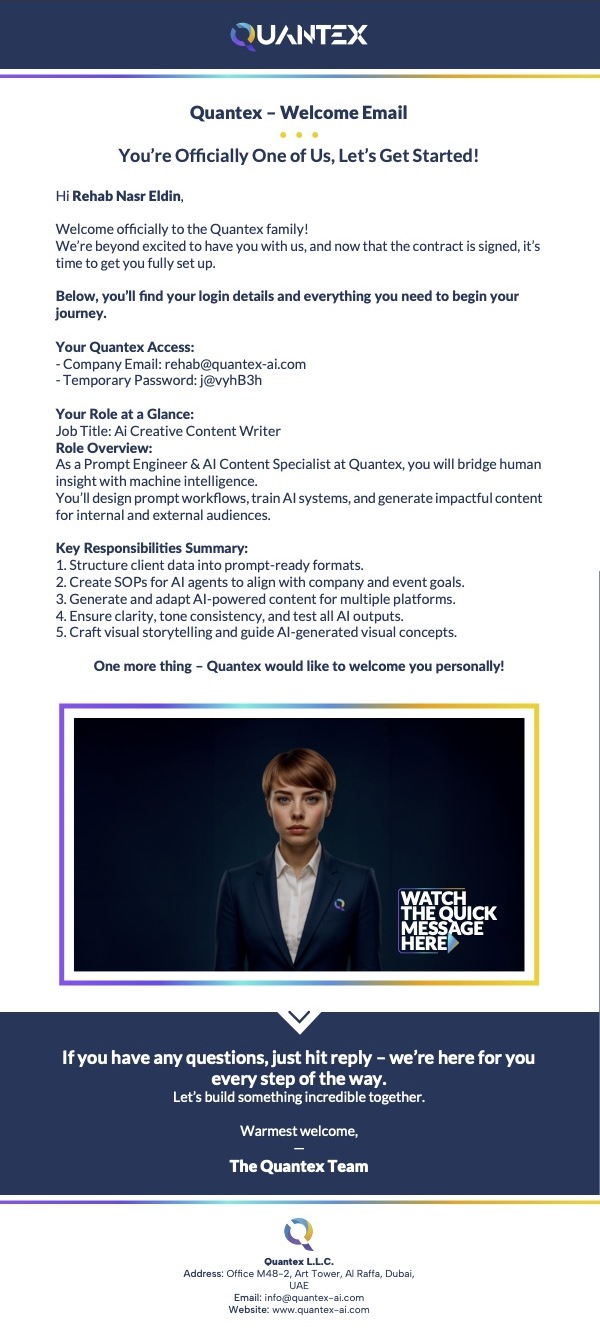 QUANTEX
Quantex – Welcome Email
You're Officially One of Us, Let's Get Started!
Hi Rehab Nasr Eldin,
Welcome officially to the Quantex family!
We're beyond excited to have you with us, and now that the contract is signed, it's
time to get you fully set up.
Below, you'll find your login details and everything you need to begin your
journey.
Your Quantex Access:
- Company Email: rehab@quantex-ai.com
- Temporary Password: j@vyhB3h
Your Role at a Glance:
Job Title: Ai Creative Content Writer
Role Overview:
As a Prompt Engineer & AI Content Specialist at Quantex, you will bridge human
insight with machine intelligence.
You'll design prompt workflows, train AI systems, and generate impactful content
for internal and external audiences.
Key Responsibilities Summary:
1. Structure client data into prompt-ready formats.
2. Create SOPs for AI agents to align with company and event goals.
3. Generate and adapt AI-powered content for multiple platforms.
4. Ensure clarity, tone consistency, and test all AI outputs.
5. Craft visual storytelling and guide AI-generated visual concepts.
One more thing – Quantex would like to welcome you personally!
WATCH
THE QUICK
MESSAGE
HERE
If you have any questions, just hit reply – we're here for you
every step of the way.
Let's build something incredible together.
Warmest welcome,
—
The Quantex Team
Quantex L.L.C.
Address: Office M48-2, Art Tower, Al Raffa, Dubai,
UAE
Email: info@quantex-ai.com
Website: www.quantex-ai.com